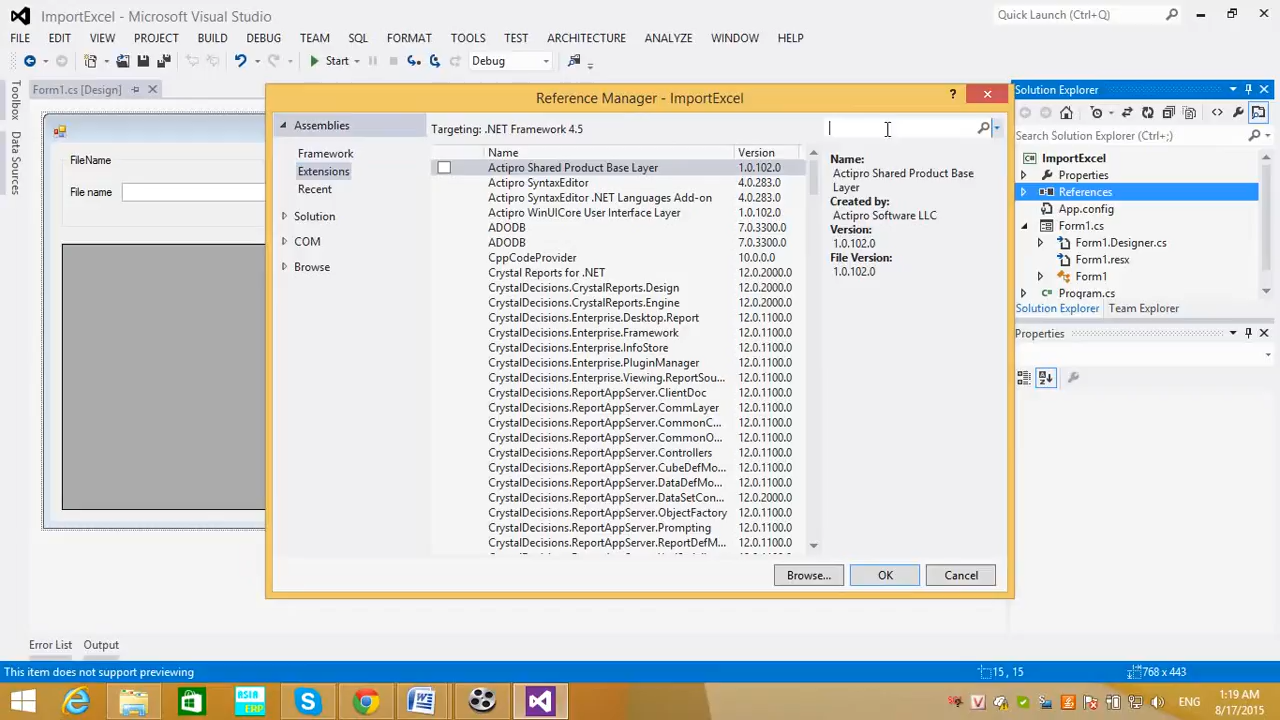 ImportExcel - Microsoft Visual Studio
Quick Launch (Ctrl+Q)
FILE EDIT VIEW PROJECT BUILD DEBUG TEAM SQL FORMAT TOOLS TEST ARCHITECTURE ANALYZE WINDOW HELP
Start Debug
Toolbox
Data Sources
Form1.cs [Design]
FileName
File name
Reference Manager - ImportExcel
?
Assemblies
Framework
Extensions
Recent
Solution
COM
Browse
Targeting: .NET Framework 4.5
Name Version
Actipro Shared Product Base Layer 1.0.102.0
Actipro SyntaxEditor 4.0.283.0
Actipro SyntaxEditor .NET Languages Add-on 4.0.283.0
Actipro WinUICore User Interface Layer 1.0.102.0
ADODB 7.0.3300.0
ADODB 7.0.3300.0
CppCodeProvider 10.0.0.0
Crystal Reports for .NET 12.0.2000.0
CrystalDecisions.CrystalReports.Design 12.0.2000.0
CrystalDecisions.CrystalReports.Engine 12.0.2000.0
CrystalDecisions.Enterprise.Desktop.Report 12.0.1100.0
CrystalDecisions.Enterprise.Framework 12.0.1100.0
CrystalDecisions.Enterprise.InfoStore 12.0.1100.0
CrystalDecisions.Enterprise.PluginManager 12.0.1100.0
CrystalDecisions.Enterprise.Viewing.ReportSou... 12.0.1100.0
CrystalDecisions.ReportAppServer.ClientDoc 12.0.1100.0
CrystalDecisions.ReportAppServer.CommLayer 12.0.1100.0
CrystalDecisions.ReportAppServer.CommonC... 12.0.1100.0
CrystalDecisions.ReportAppServer.CommonO... 12.0.1100.0
CrystalDecisions.ReportAppServer.Controllers 12.0.1100.0
CrystalDecisions.ReportAppServer.CubeDefMo... 12.0.1100.0
CrystalDecisions.ReportAppServer.DataDefMo... 12.0.1100.0
CrystalDecisions.ReportAppServer.DataSetCon... 12.0.2000.0
CrystalDecisions.ReportAppServer.ObjectFactory 12.0.1100.0
CrystalDecisions.ReportAppServer.Prompting 12.0.1100.0
CrystalDecisions.ReportAppServer.ReportDefM... 12.0.1100.0
Name:
Actipro Shared Product Base
Layer
Created by:
Actipro Software LLC
Version:
1.0.102.0
File Version:
1.0.102.0
Browse... OK Cancel
Solution Explorer
Search Solution Explorer (Ctrl+;)
ImportExcel
Properties
References
App.config
Form1.cs
Form1.Designer.cs
Form1.resx
Form1
Program.cs
Solution Explorer Team Explorer
Properties
Error List Output
This item does not support previewing
15, 15
768 x 443
ASIA
ERP
ENG
1:19 AM
8/17/2015